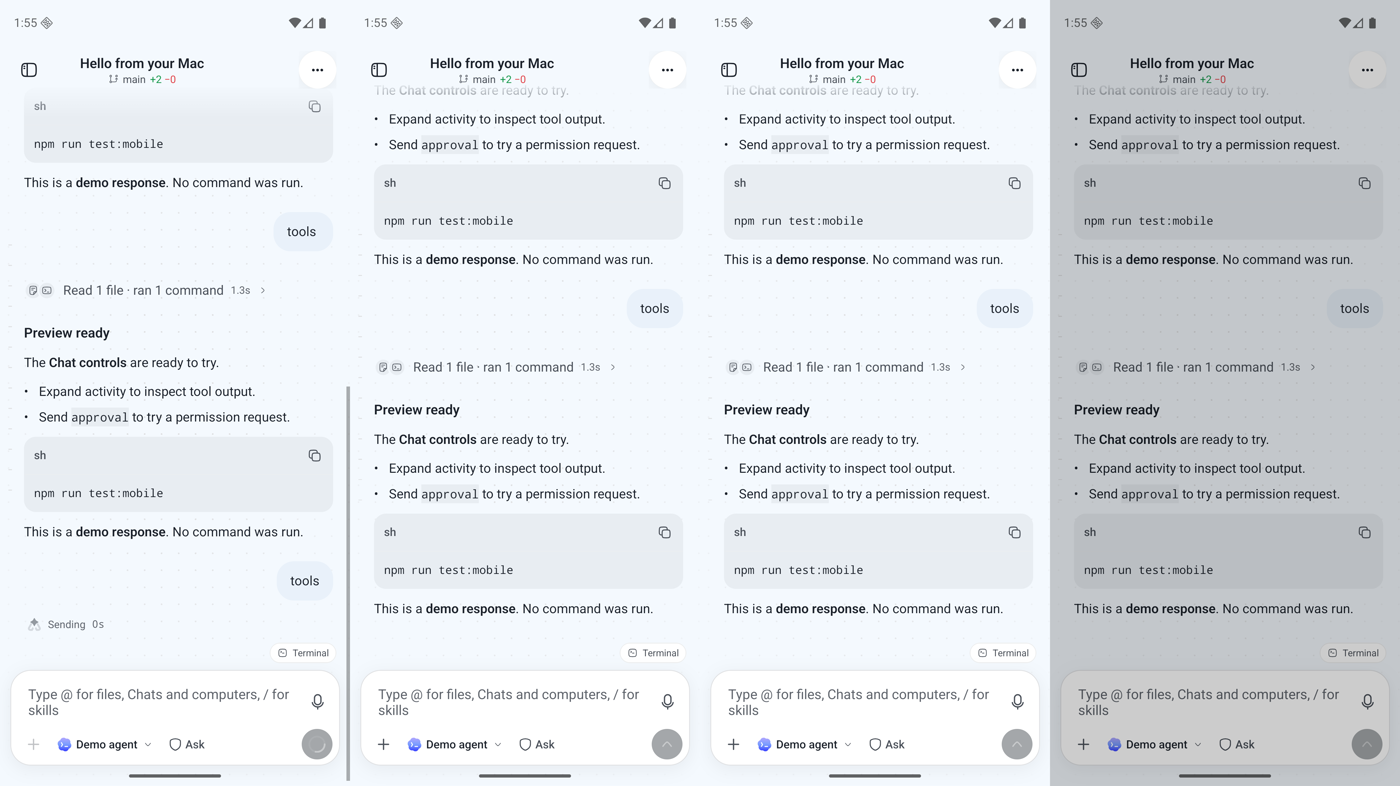 1:55
Hello from your Mac
main +2 −0
sh
npm run test:mobile
This is a demo response. No command was run.
tools
Read 1 file · ran 1 command 1.3s
Preview ready
The Chat controls are ready to try.
• Expand activity to inspect tool output.
• Send approval to try a permission request.
sh
npm run test:mobile
This is a demo response. No command was run.
tools
Sending 0s
Terminal
Type @ for files, Chats and computers, / for
skills
Demo agent
Ask
1:55
Hello from your Mac
main +2 −0
The Chat controls are ready to try.
• Expand activity to inspect tool output.
• Send approval to try a permission request.
sh
npm run test:mobile
This is a demo response. No command was run.
tools
Read 1 file · ran 1 command 1.3s
Preview ready
The Chat controls are ready to try.
• Expand activity to inspect tool output.
• Send approval to try a permission request.
sh
npm run test:mobile
This is a demo response. No command was run.
Terminal
Type @ for files, Chats and computers, / for
skills
Demo agent
Ask
1:55
Hello from your Mac
main +2 −0
The Chat controls are ready to try.
• Expand activity to inspect tool output.
• Send approval to try a permission request.
sh
npm run test:mobile
This is a demo response. No command was run.
tools
Read 1 file · ran 1 command 1.3s
Preview ready
The Chat controls are ready to try.
• Expand activity to inspect tool output.
• Send approval to try a permission request.
sh
npm run test:mobile
This is a demo response. No command was run.
Terminal
Type @ for files, Chats and computers, / for
skills
Demo agent
Ask
1:55
Hello from your Mac
main +2 −0
The Chat controls are ready to try.
• Expand activity to inspect tool output.
• Send approval to try a permission request.
sh
npm run test:mobile
This is a demo response. No command was run.
tools
Read 1 file · ran 1 command 1.3s
Preview ready
The Chat controls are ready to try.
• Expand activity to inspect tool output.
• Send approval to try a permission request.
sh
npm run test:mobile
This is a demo response. No command was run.
Terminal
Type @ for files, Chats and computers, / for
skills
Demo agent
Ask